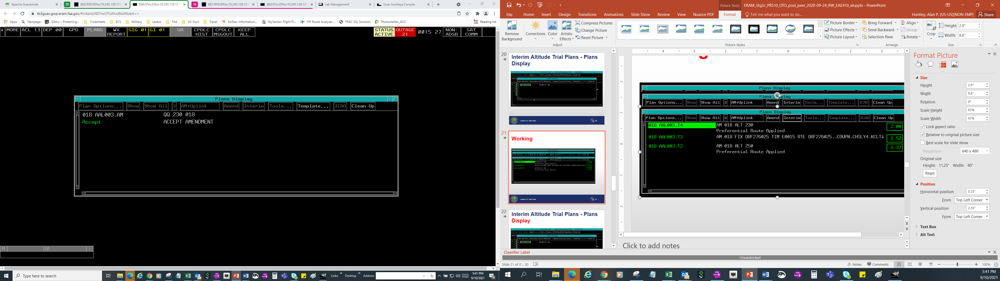 Apache Guacamole
20
865/RPD:RPos:10.245.129.121
866/DVu:DPos:10.245.129.121
16
867/RPD:RPos:10.245.129.121
868/DVu:DPos:10.245.129.121
Lab Management
Guac huntleya Console
tb3guac.gwp.eram.faa.gov/#/client/NDYwOTUAYwBteXNxbA==
Apps
Startpage
Gibiru – Protecting...
Timesheets
ECS
Military
Leidos
FAA
US Govt
Travel
AirNav: Information...
SkyVector: Flight Pl...
IFR Route Analyzer...
FRAC SSL Solution
Photoshelter_AOC
Reading list
MORE
ACL 13
DEP 00
GPD
PLANS
WX REPORT
SIG 01
GI 01
UA
CPDLC HIST
CPDLC MSGOUT
KEEP ALL
STATUS ACTIVE
OUTAGE 21
0015 27
NON-ADSB
SAT COMM
Plans Display
Plan Options... Show Show All AM+Uplink Amend Interim Tools... Template... ICAO Clean Up
018 AAL003.AM QQ 230 018
Accept ACCEPT AMENDMENT
M UA
Type here to search
Links
Desktop
Address
5:41 PM
9/10/2021
18
Picture Tools
ERAM_Stg3c_PRS10_OTO_post_peer_2020-09-24_RW_EAE410_ah.pptx - PowerPoint
File Home Insert Design Transitions Animations Slide Show Review View Nuance PDF Format Tell me what you want to do...
Huntley, Alan P. [US-US][NON-EMP]
Share
Remove Background
Corrections
Color
Artistic Effects
Compress Pictures
Change Picture
Reset Picture
Adjust
Picture Styles
Picture Border
Picture Effects
Picture Layout
Bring Forward
Send Backward
Selection Pane
Align
Group
Rotate
Arrange
Crop
Height: 2.9"
Width: 8.8"
Size
20
Interim Altitude Trial Plans - Plans
Display
Lesson 10: Trial Plans
20
21
Working
Lesson 10: Trial Plans
21
22
Interim Altitude Trial Plans - Plans
Display
Plans Display
Plans Display
Plan Options... Show Show All AM+Uplink Amend Interim Tools... Template... ICAO Clean Up
Plans Display
Plan Options... Show Show All AM+Uplink Amend Interim Tools... Template... ICAO Clean Up
018 AAL003.T4 AM 018 ALT 230 2:00
Preferential Route Applied
018 AAL003.T3 AM 018 FIX ORF276025 TIM E0015 RTE ORF276025..COUPN.CHSLY4.KCLT↓ 1:52
018 AAL003.T2 AM 018 ALT 250 1:37
Preferential Route Applied
Click to add notes
Format Picture
Size
Height 2.9"
Width 8.8"
Rotation 0°
Scale Height 67%
Scale Width 67%
Lock aspect ratio
Relative to original picture size
Best scale for slide show
Resolution 640 x 480
Original size
Height: 11.25" Width: 40"
Reset
Position
Horizontal position 0.25"
From Top Left Corner
Vertical position 2.55"
From Top Left Corner
Text Box
Alt Text
Classifier Label
Unrestricted
Slide 21 of 0 .. 30
Notes
Comments
100%
5:41 PM
9/10/2021